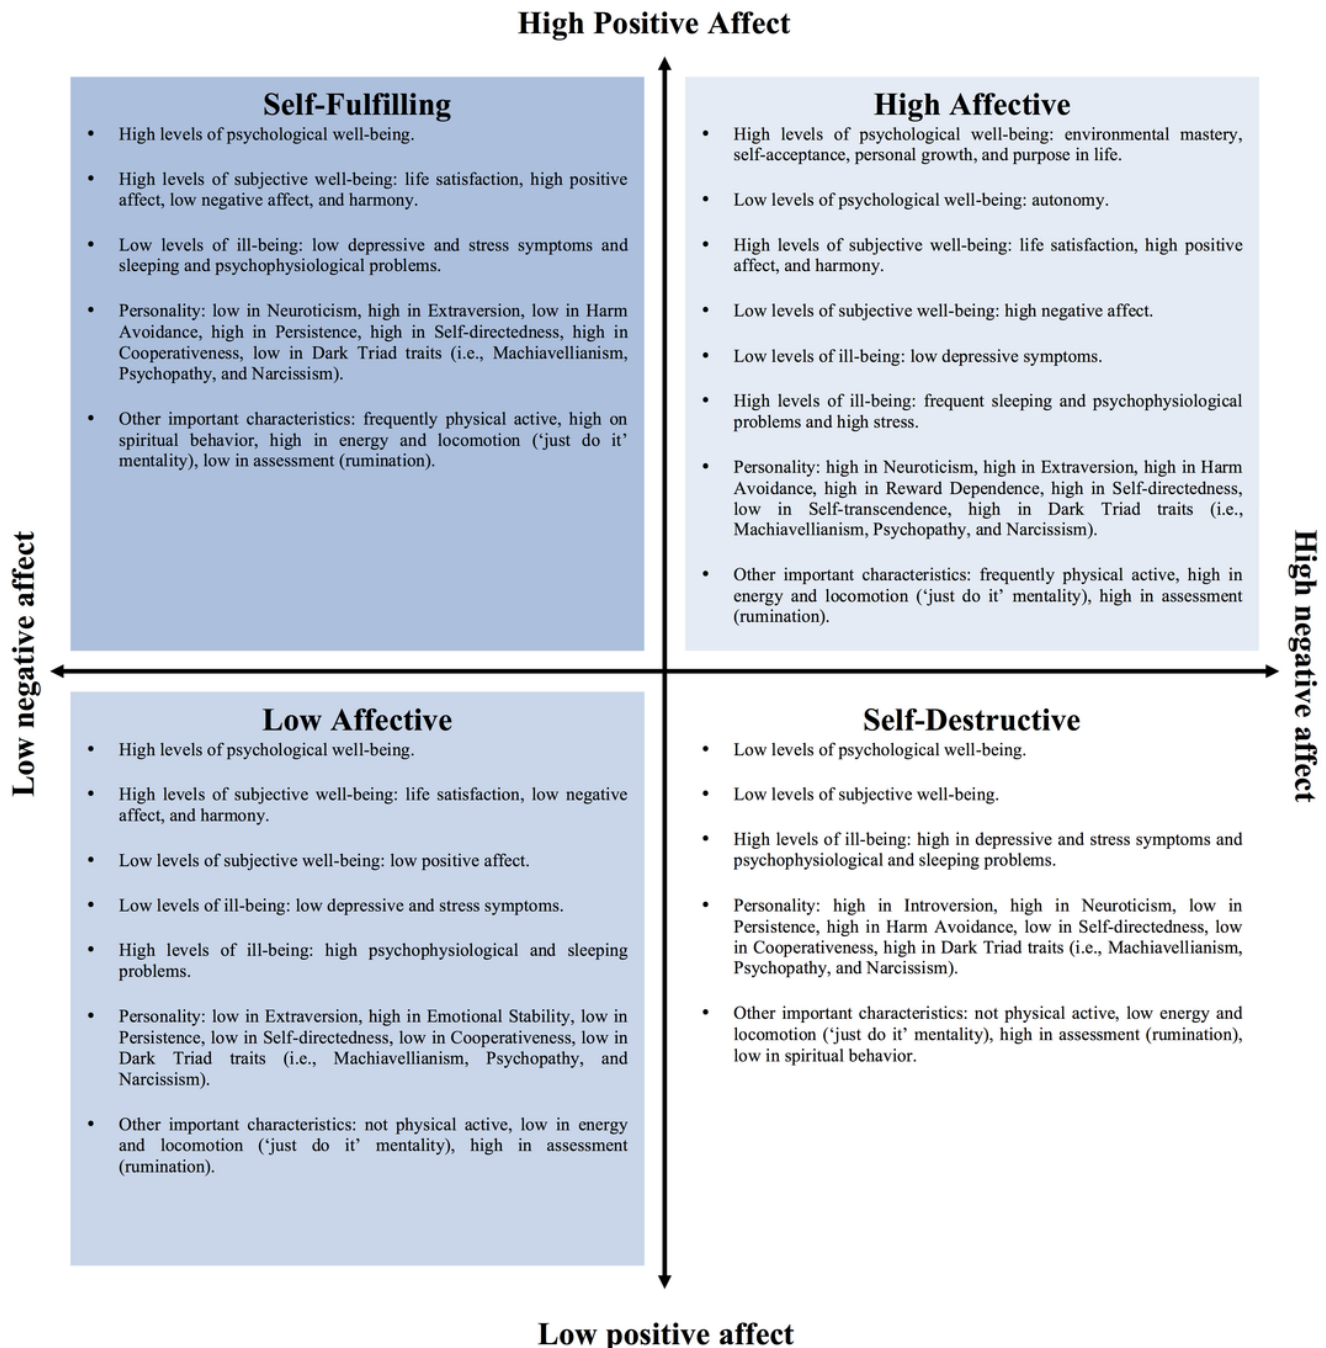 High Positive Affect
Self-Fulfilling
• High levels of psychological well-being.
• High levels of subjective well-being: life satisfaction, high positive
affect, low negative affect, and harmony.
• Low levels of ill-being: low depressive and stress symptoms and
sleeping and psychophysiological problems.
• Personality: low in Neuroticism, high in Extraversion, low in Harm
Avoidance, high in Persistence, high in Self-directedness, high in
Cooperativeness, low in Dark Triad traits (i.e., Machiavellianism,
Psychopathy, and Narcissism).
• Other important characteristics: frequently physical active, high on
spiritual behavior, high in energy and locomotion (‘just do it’
mentality), low in assessment (rumination).
High Affective
• High levels of psychological well-being: environmental mastery,
self-acceptance, personal growth, and purpose in life.
• Low levels of psychological well-being: autonomy.
• High levels of subjective well-being: life satisfaction, high positive
affect, and harmony.
• Low levels of subjective well-being: high negative affect.
• Low levels of ill-being: low depressive symptoms.
• High levels of ill-being: frequent sleeping and psychophysiological
problems and high stress.
• Personality: high in Neuroticism, high in Extraversion, high in Harm
Avoidance, high in Reward Dependence, high in Self-directedness,
low in Self-transcendence, high in Dark Triad traits (i.e.,
Machiavellianism, Psychopathy, and Narcissism).
• Other important characteristics: frequently physical active, high in
energy and locomotion (‘just do it’ mentality), high in assessment
(rumination).
Low negative affect
High negative affect
Low Affective
• High levels of psychological well-being.
• High levels of subjective well-being: life satisfaction, low negative
affect, and harmony.
• Low levels of subjective well-being: low positive affect.
• Low levels of ill-being: low depressive and stress symptoms.
• High levels of ill-being: high psychophysiological and sleeping
problems.
• Personality: low in Extraversion, high in Emotional Stability, low in
Persistence, low in Self-directedness, low in Cooperativeness, low in
Dark Triad traits (i.e., Machiavellianism, Psychopathy, and
Narcissism).
• Other important characteristics: not physical active, low in energy
and locomotion (‘just do it’ mentality), high in assessment
(rumination).
Self-Destructive
• Low levels of psychological well-being.
• Low levels of subjective well-being.
• High levels of ill-being: high in depressive and stress symptoms and
psychophysiological and sleeping problems.
• Personality: high in Introversion, high in Neuroticism, low in
Persistence, high in Harm Avoidance, low in Self-directedness, low
in Cooperativeness, high in Dark Triad traits (i.e., Machiavellianism,
Psychopathy, and Narcissism).
• Other important characteristics: not physical active, low energy and
locomotion (‘just do it’ mentality), high in assessment (rumination),
low in spiritual behavior.
Low positive affect